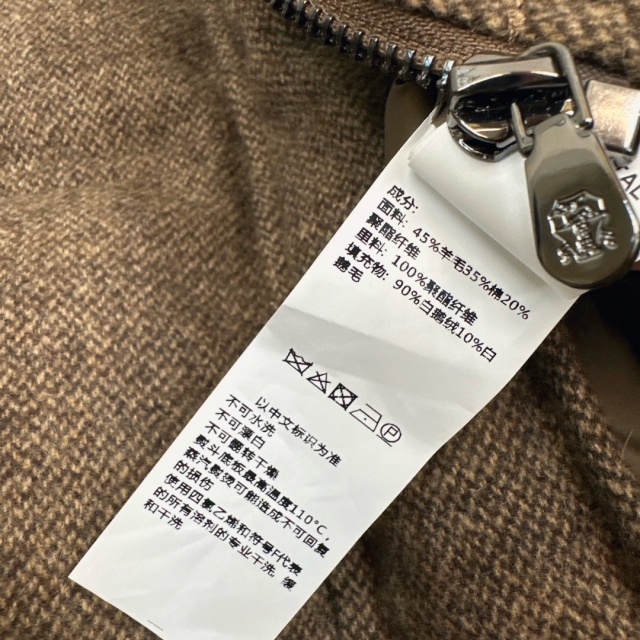 成分:
面料: 45%羊毛35%棉20%
聚酯纤维
里料: 100%聚酯纤维
填充物: 90%白鹅绒10%白
鹅毛
以中文标识为准
不可水洗
不可漂白
不可翻转干燥
熨斗底板最高温度110°C,
蒸汽熨烫可能造成不可回复
的损伤
使用四氯乙烯和符号F代表
的所有溶剂的专业干洗 缓
和干洗
A